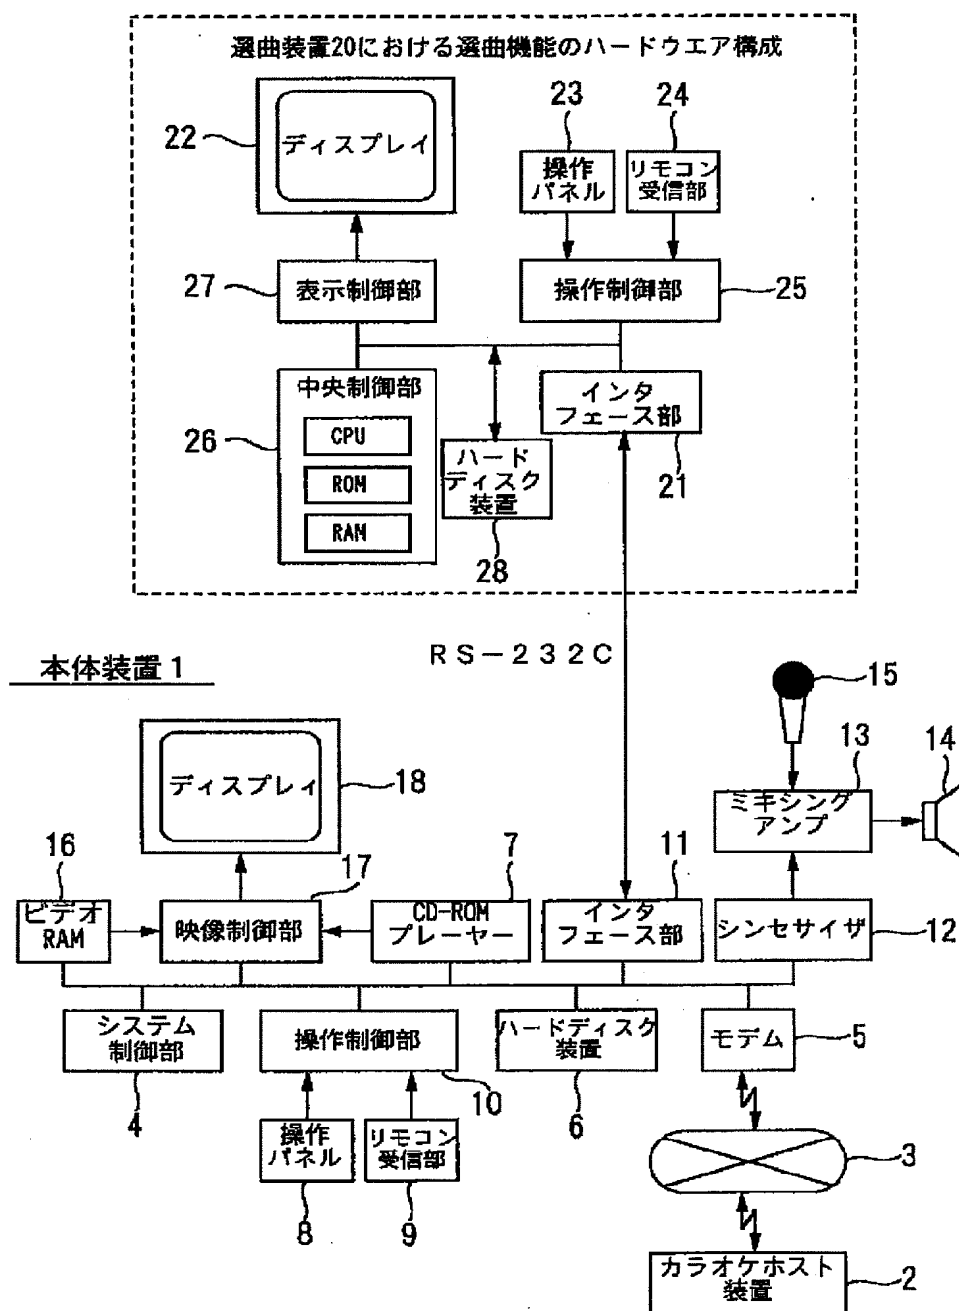 選曲装置20における選曲機能のハードウエア構成
22
ディスプレイ
23
24
操作
パネル
リモコン
受信部
27
表示制御部
操作制御部
25
26
中央制御部
CPU
ROM
RAM
ハード
ディスク
装置
28
インタ
フェース部
21
RS-232C
本体装置1
ディスプレィ
18
15
13
14
ミキシング
アンプ
16
ビデオ
RAM
17
映像制御部
7
CD-ROM
プレーヤー
11
インタ
フェース部
シンセサイザ
12
システム
制御部
4
操作制御部
10
ハードディスク
装置
6
モデム
5
操作
パネル
8
リモコン
受信部
9
3
カラオケホスト
装置
2